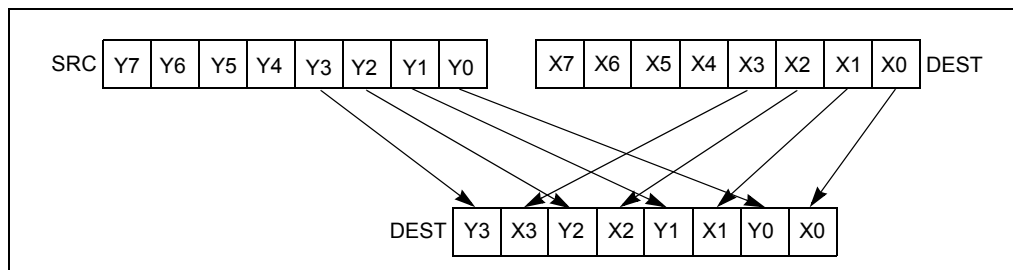 SRC Y7 Y6 Y5 Y4 Y3 Y2 Y1 Y0 X7 X6 X5 X4 X3 X2 X1 X0 DEST
DEST Y3 X3 Y2 X2 Y1 X1 Y0 X0